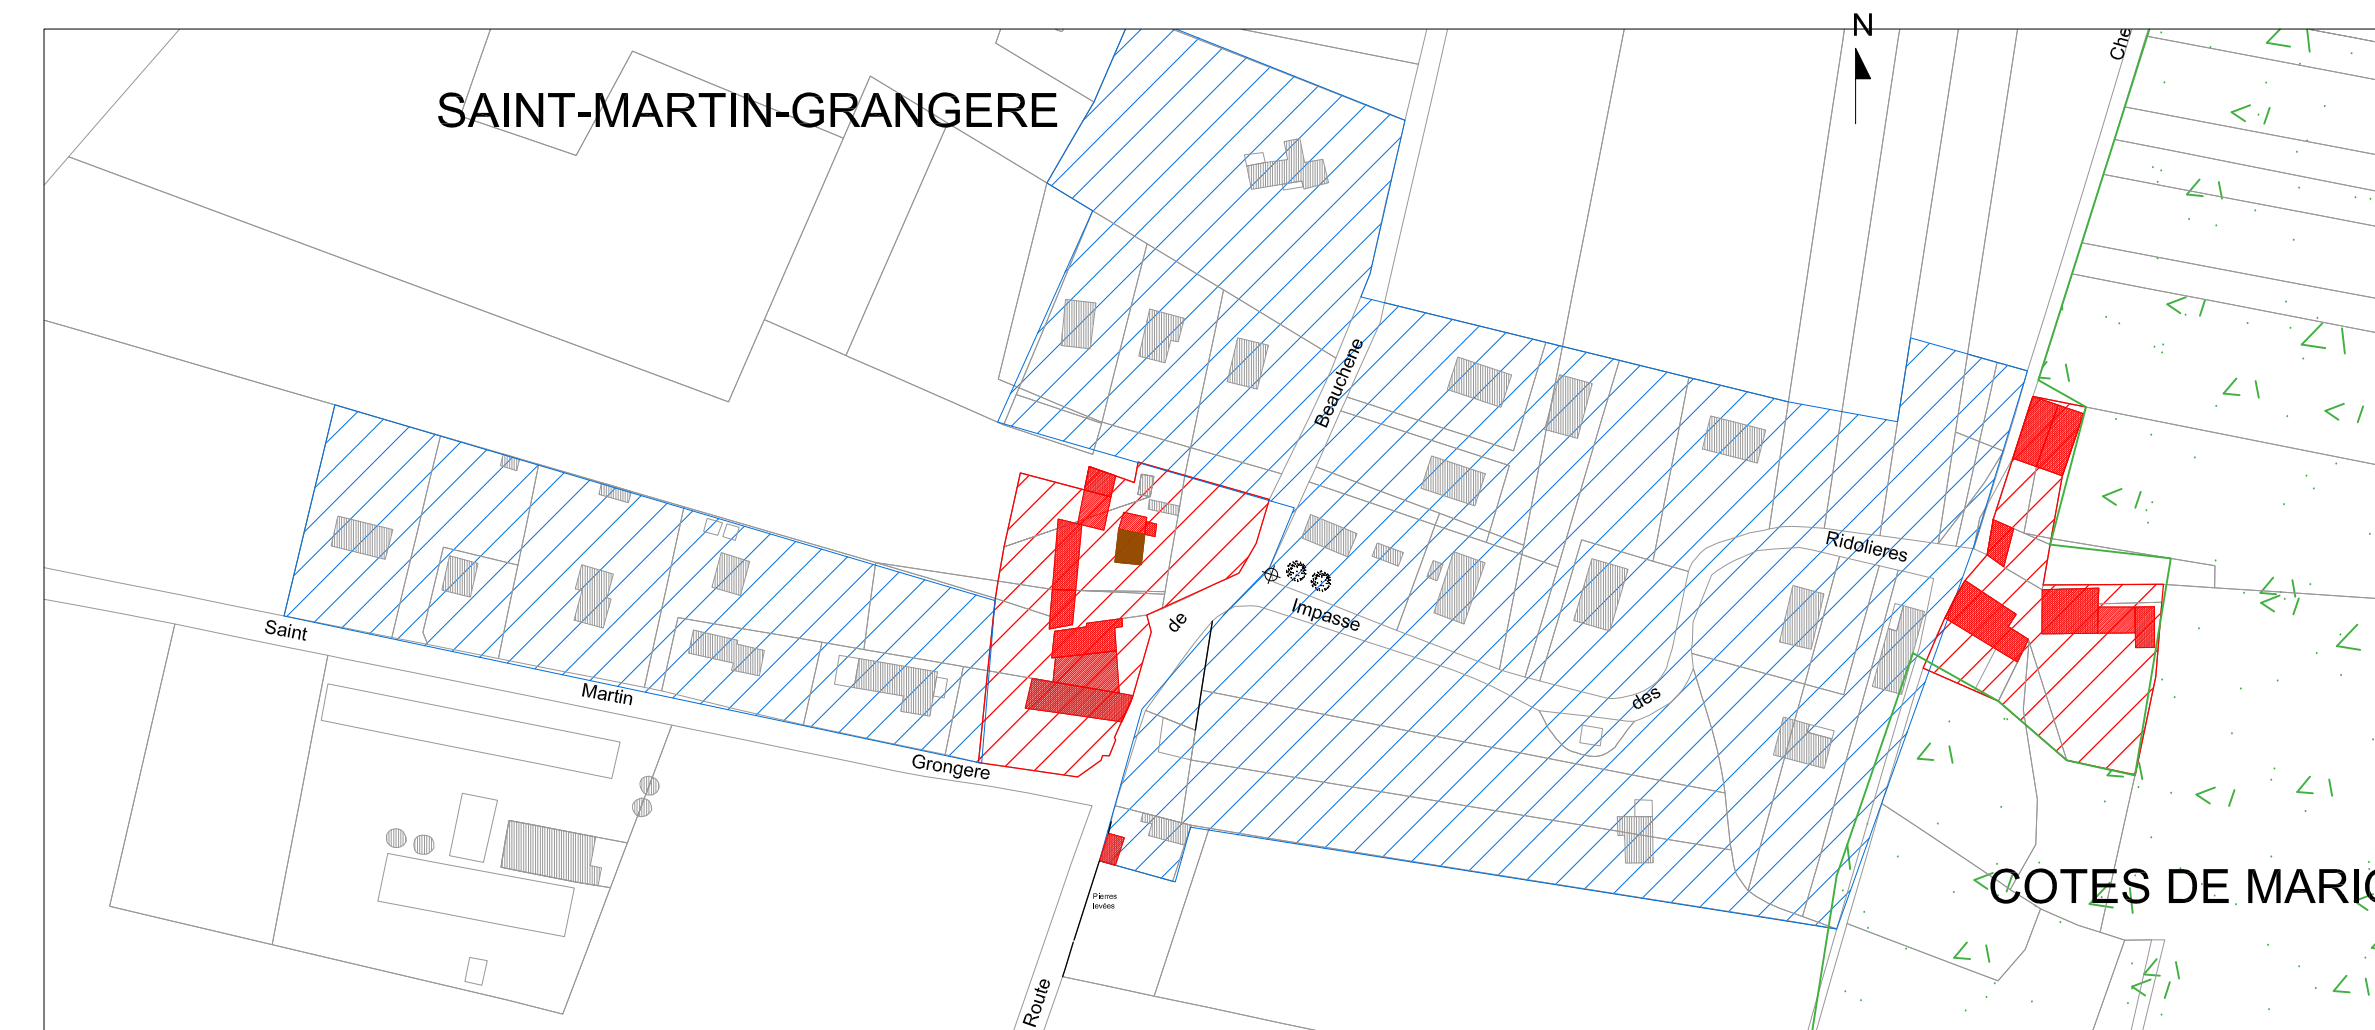 N
Che
SAINT-MARTIN-GRANGERE
Beauchene
Ridolieres
Impasse
de
Saint
des
Martin
Grongere
COTES DE MARIC
Pierres
levées
Route